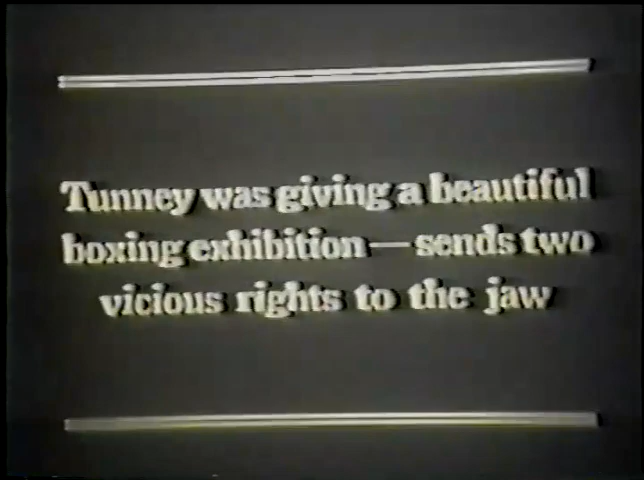 Tunney was giving a beautiful
boxing exhibition—sends two
vicious rights to the jaw